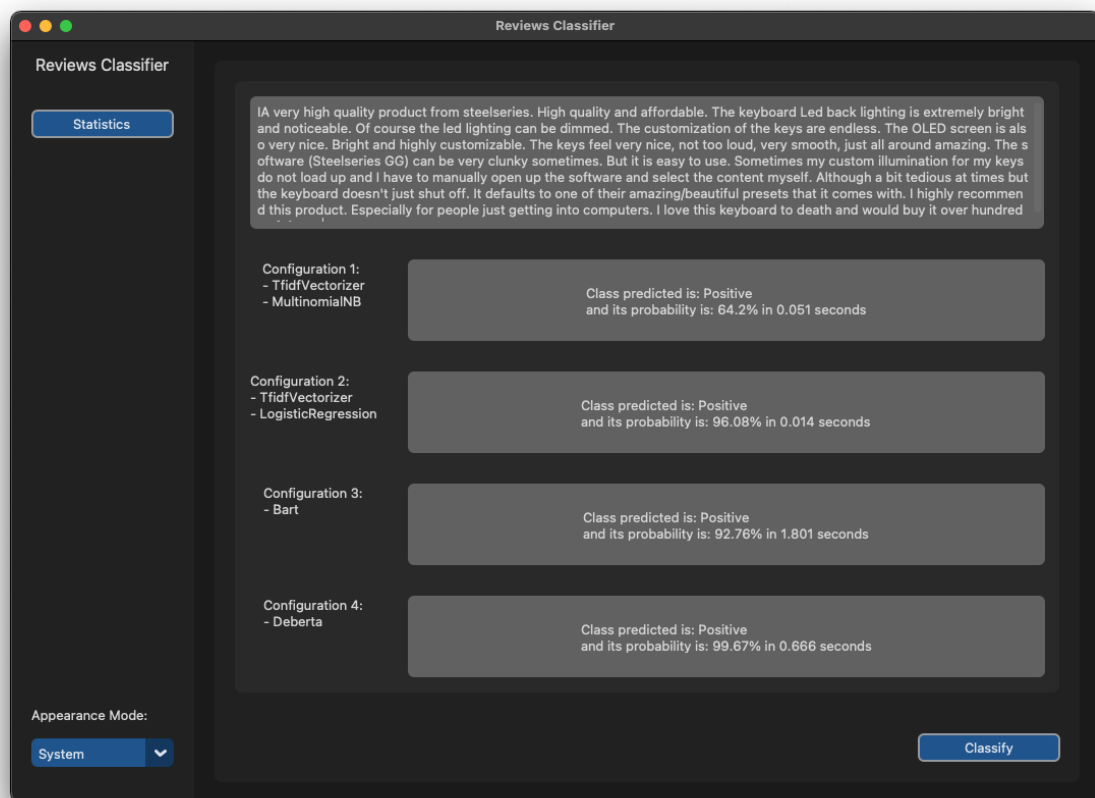 Reviews Classifier
Reviews Classifier
Statistics
IA very high quality product from steelseries. High quality and affordable. The keyboard Led back lighting is extremely bright
and noticeable. Of course the led lighting can be dimmed. The customization of the keys are endless. The OLED screen is als
o very nice. Bright and highly customizable. The keys feel very nice, not too loud, very smooth, just all around amazing. The s
oftware (Steelseries GG) can be very clunky sometimes. But it is easy to use. Sometimes my custom illumination for my keys
do not load up and I have to manually open up the software and select the content myself. Although a bit tedious at times but
the keyboard doesn't just shut off. It defaults to one of their amazing/beautiful presets that it comes with. I highly recommen
d this product. Especially for people just getting into computers. I love this keyboard to death and would buy it over hundred
Configuration 1:
- TfidfVectorizer
- MultinomialNB
Class predicted is: Positive
and its probability is: 64.2% in 0.051 seconds
Configuration 2:
- TfidfVectorizer
- LogisticRegression
Class predicted is: Positive
and its probability is: 96.08% in 0.014 seconds
Configuration 3:
- Bart
Class predicted is: Positive
and its probability is: 92.76% in 1.801 seconds
Configuration 4:
- Deberta
Class predicted is: Positive
and its probability is: 99.67% in 0.666 seconds
Appearance Mode:
System
Classify